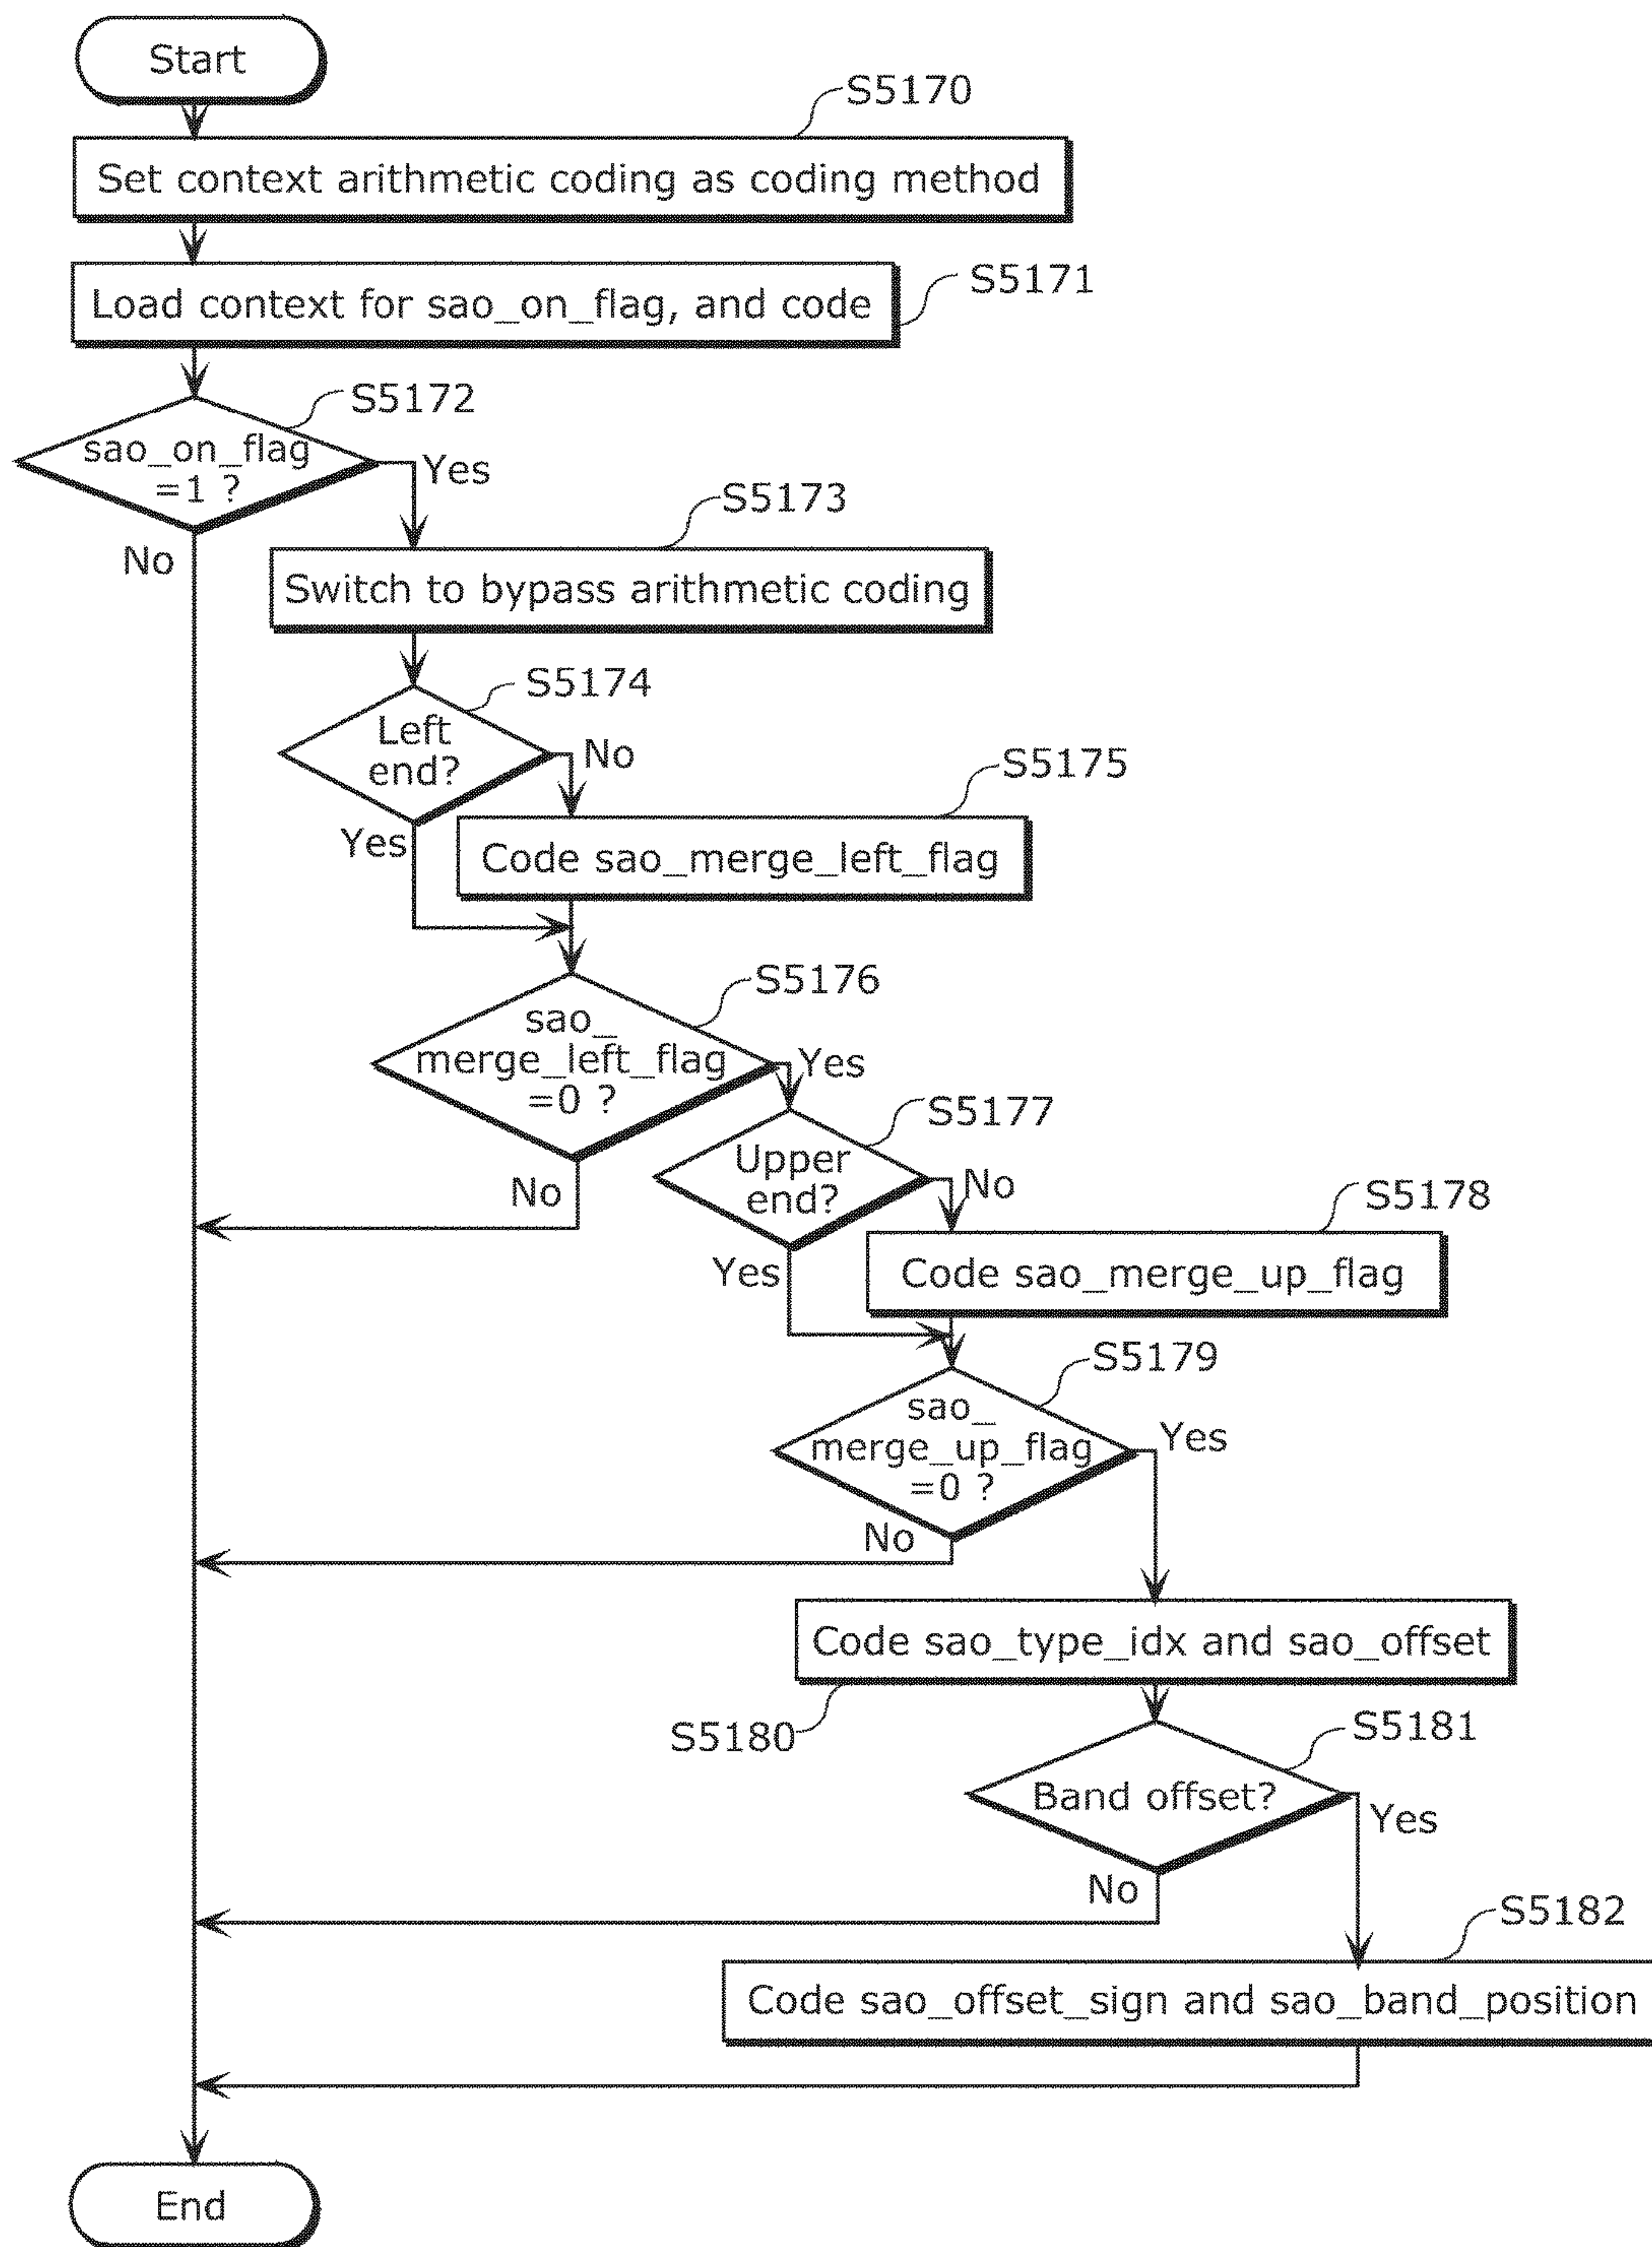 Start
S5170
Set context arithmetic coding as coding method
S5171
Load context for sao_on_flag, and code
S5172
sao_on_flag
=1 ?
Yes
No
S5173
Switch to bypass arithmetic coding
S5174
Left
end?
No
Yes
S5175
Code sao_merge_left_flag
S5176
sao_
merge_left_flag
=0 ?
Yes
No
S5177
Upper
end?
No
Yes
S5178
Code sao_merge_up_flag
S5179
sao_
merge_up_flag
=0 ?
Yes
No
Code sao_type_idx and sao_offset
S5180
S5181
Band offset?
Yes
No
S5182
Code sao_offset_sign and sao_band_position
End